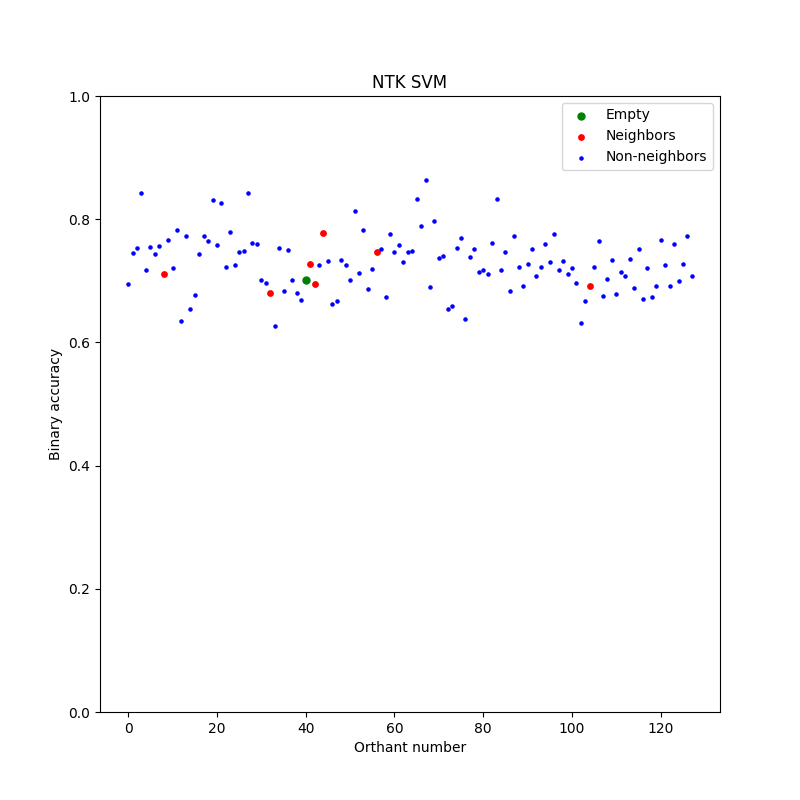 NTK SVM
Empty
Neighbors
Non-neighbors
1.0
0.8
0.6
0.4
0.2
0.0
Binary accuracy
0 20 40 60 80 100 120
Orthant number